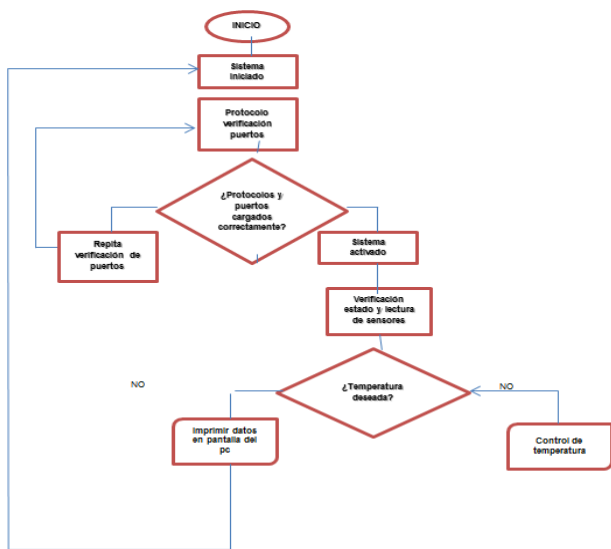 INICIO
Sistema
iniciado
Protocolo
verificación
puertos
¿Protocolos y
puertos
cargados
correctamente?
Repita
verificación de
puertos
Sistema
activado
Verificación
estado y lectura
de sensores
NO
¿Temperatura
deseada?
NO
Imprimir datos
en pantalla del
pc
Control de
temperatura